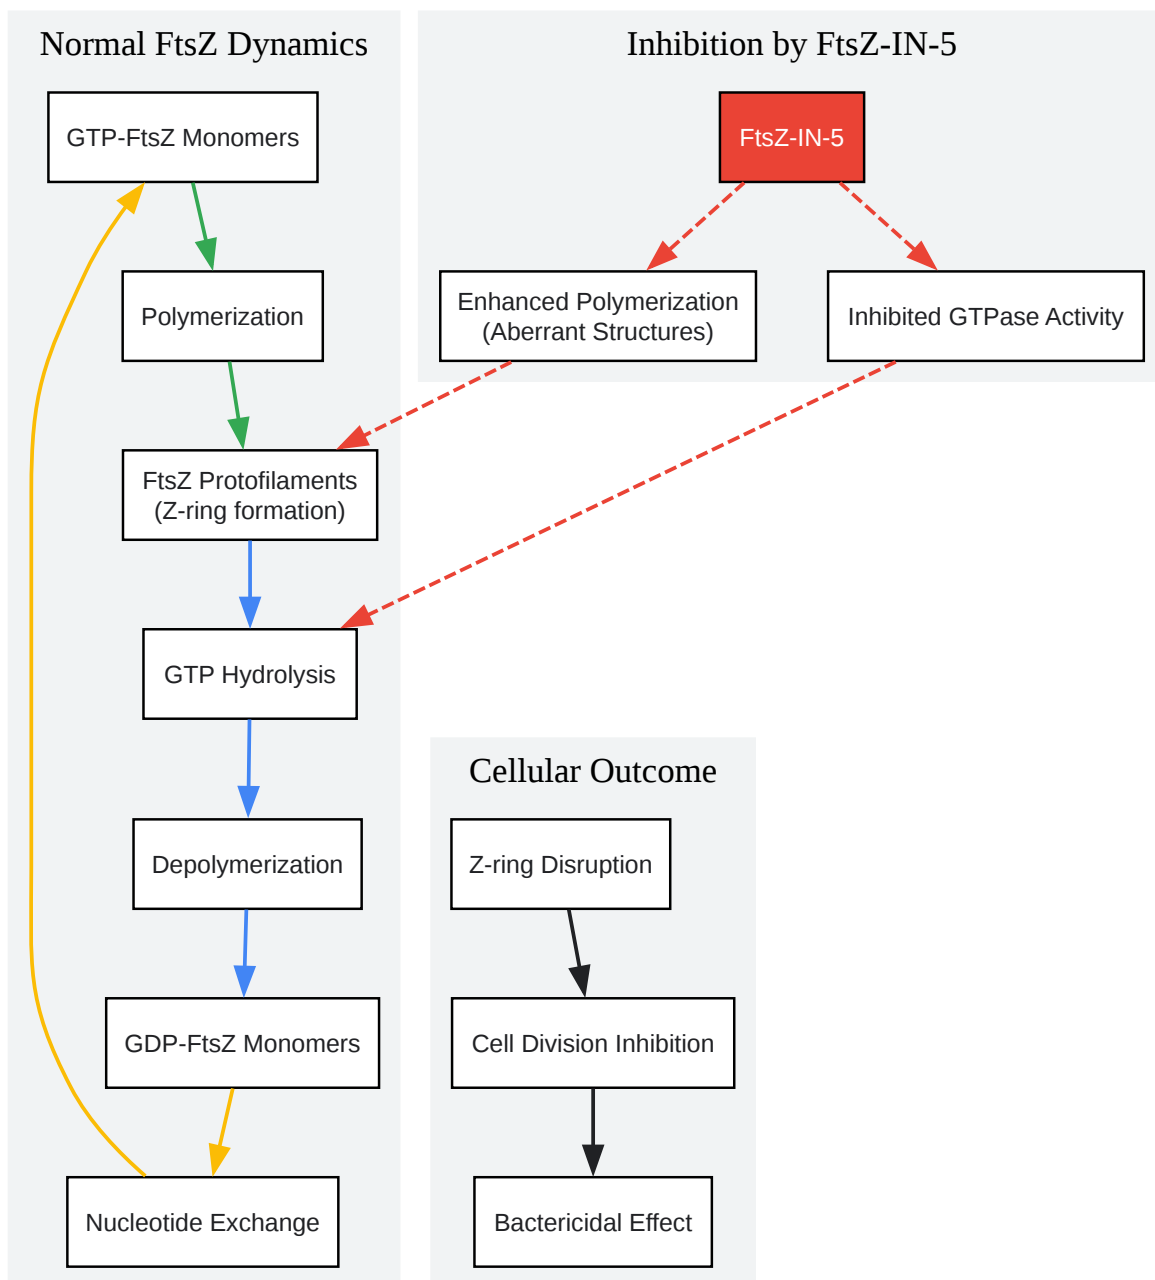 Normal FtsZ Dynamics
GTP-FtsZ Monomers
Polymerization
FtsZ Protofilaments
(Z-ring formation)
GTP Hydrolysis
Depolymerization
GDP-FtsZ Monomers
Nucleotide Exchange
Inhibition by FtsZ-IN-5
FtsZ-IN-5
Enhanced Polymerization
(Aberrant Structures)
Inhibited GTPase Activity
Cellular Outcome
Z-ring Disruption
Cell Division Inhibition
Bactericidal Effect